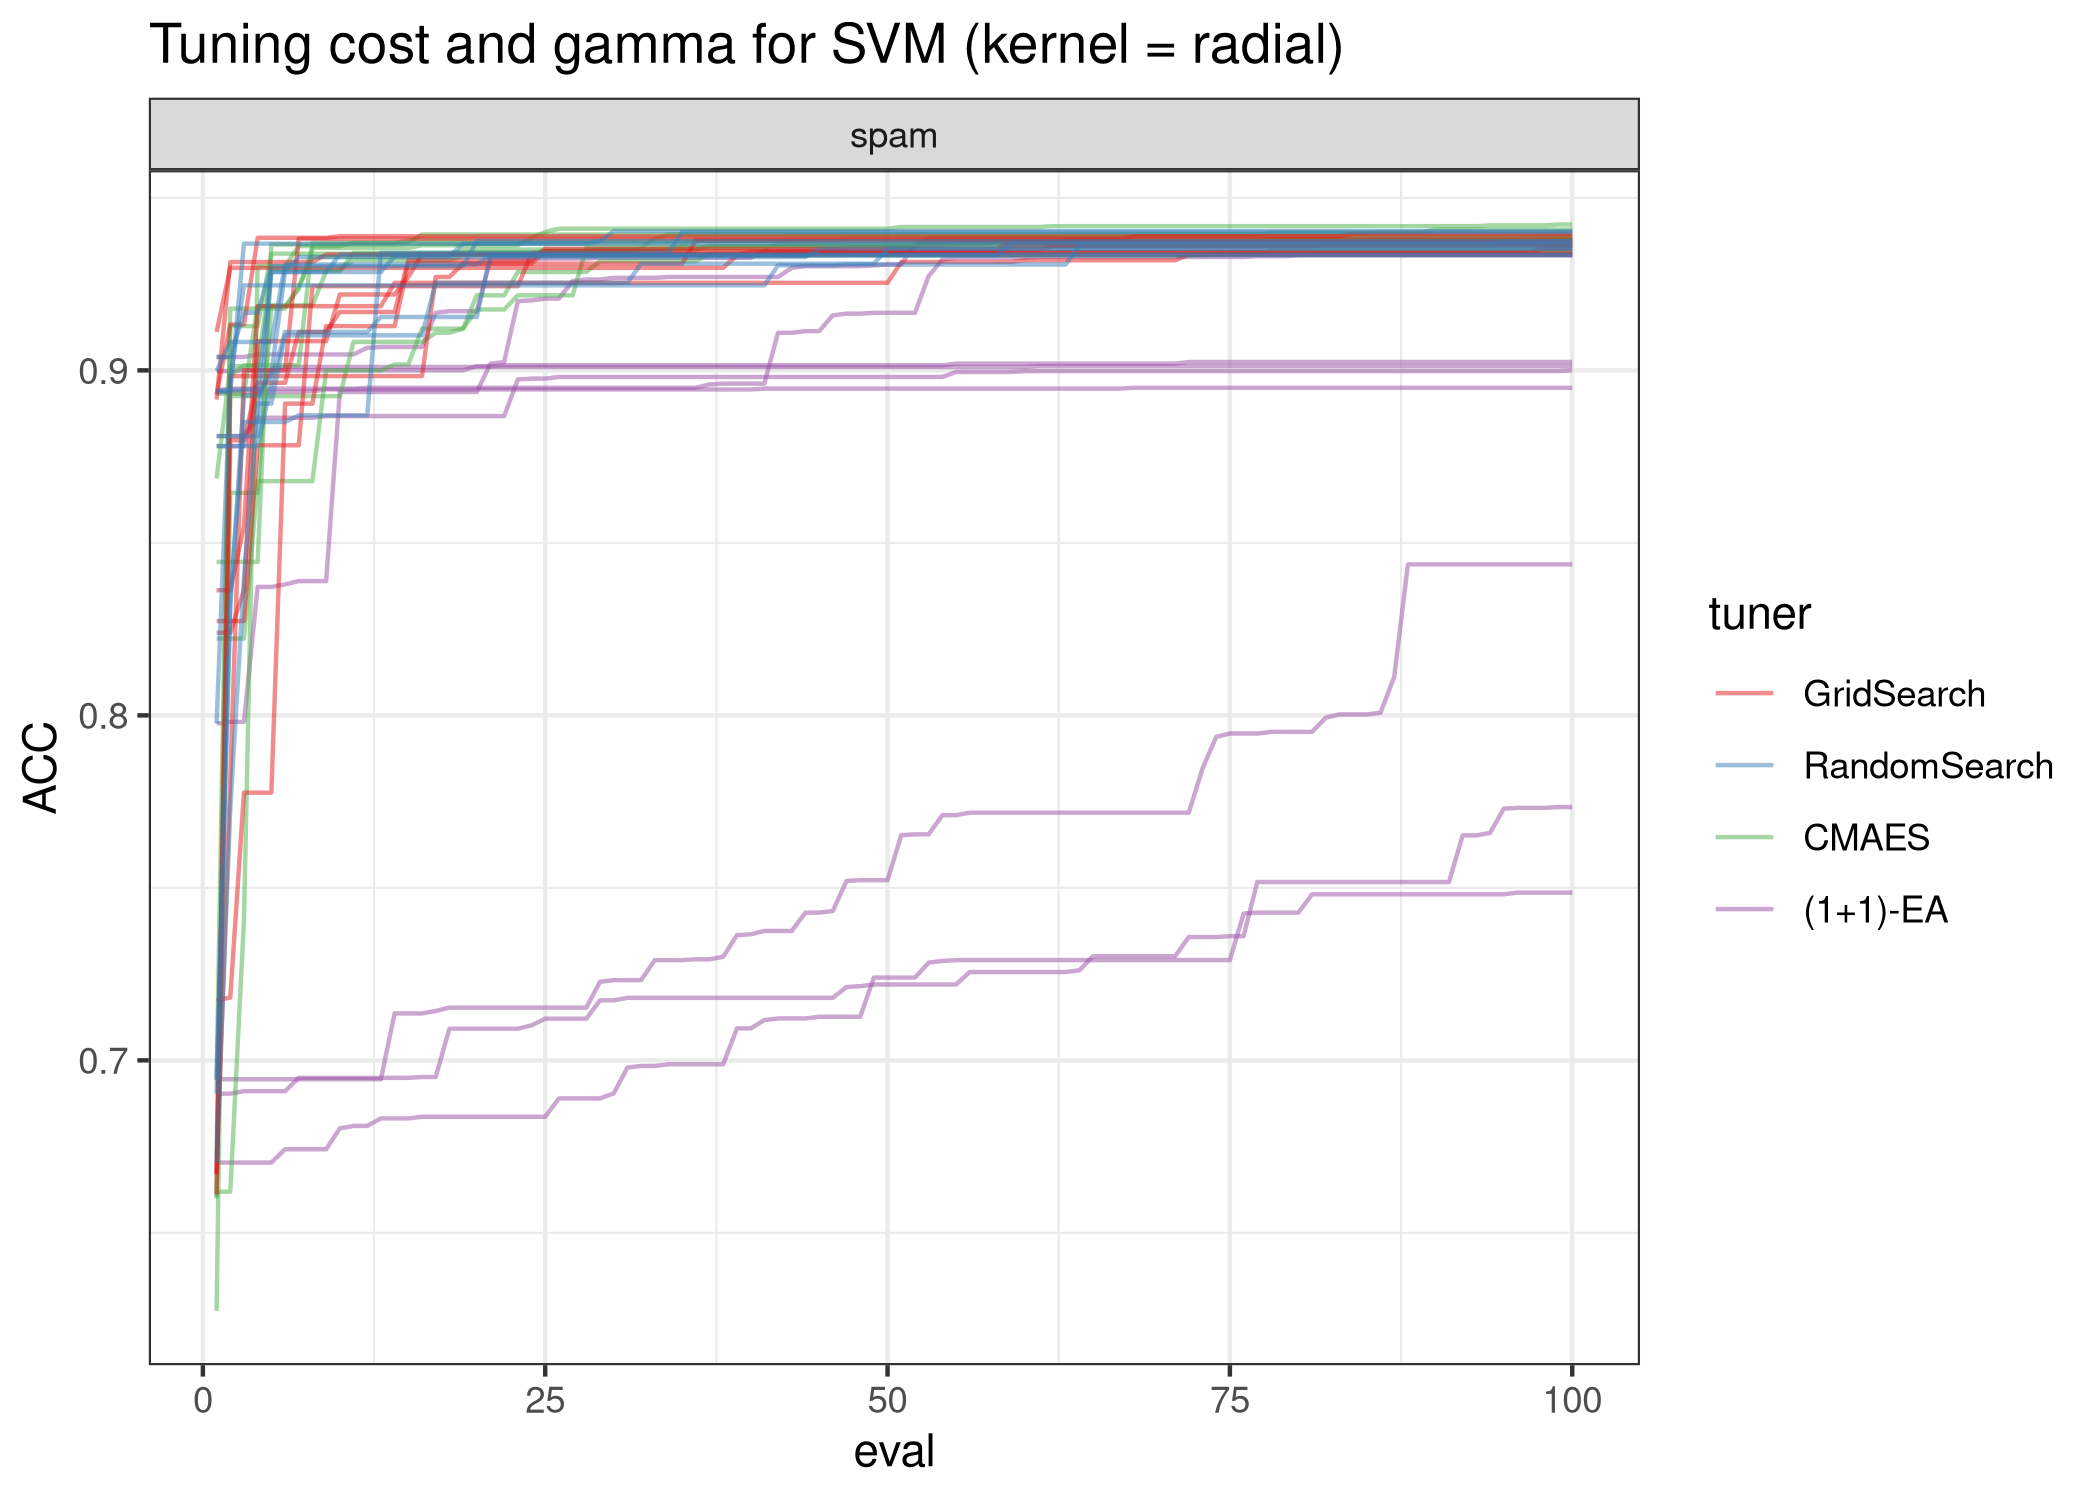 Tuning cost and gamma for SVM (kernel = radial)
spam
ACC
0.9
0.8
0.7
0
25
50
75
100
eval
tuner
GridSearch
RandomSearch
CMAES
(1+1)-EA